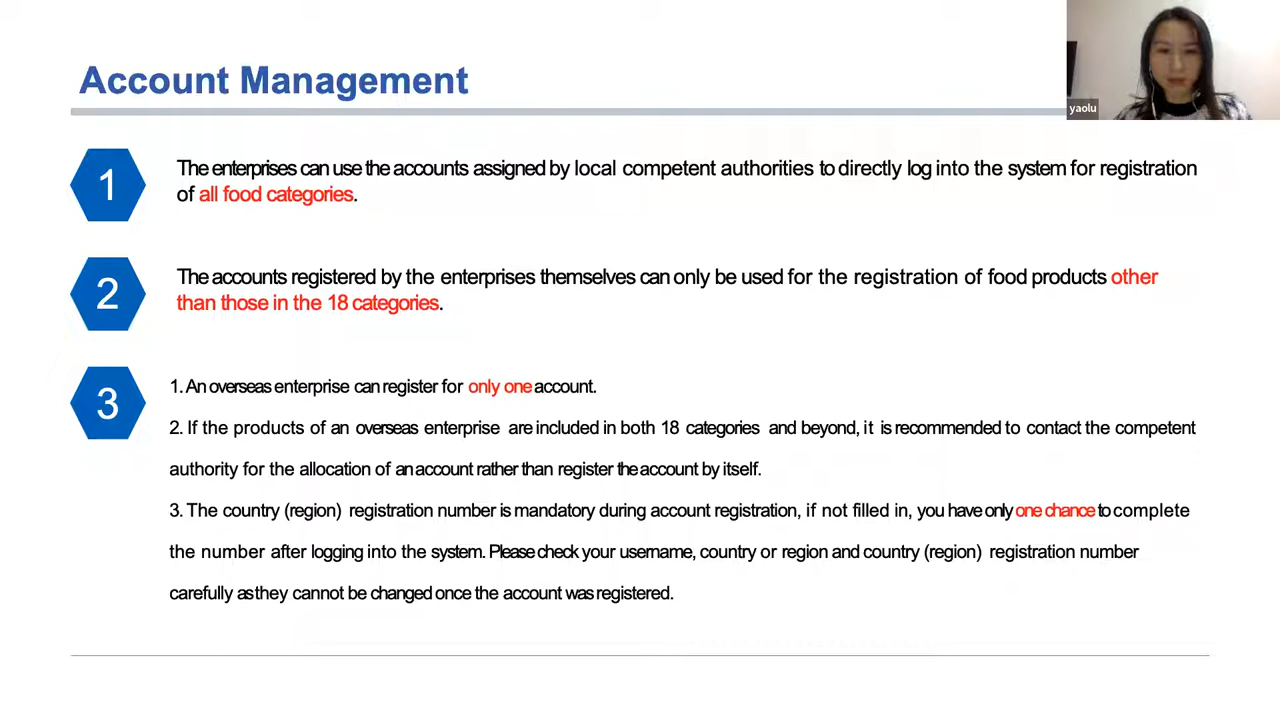 Account Management
yaolu
1
The enterprises can use the accounts assigned by local competent authorities to directly log into the system for registration
of all food categories.
2
The accounts registered by the enterprises themselves can only be used for the registration of food products other
than those in the 18 categories.
3
1. An overseas enterprise can register for only one account.
2. If the products of an overseas enterprise are included in both 18 categories and beyond, it is recommended to contact the competent
authority for the allocation of an account rather than register the account by itself.
3. The country (region) registration number is mandatory during account registration, if not filled in, you have only one chance to complete
the number after logging into the system. Please check your username, country or region and country (region) registration number
carefully as they cannot be changed once the account was registered.